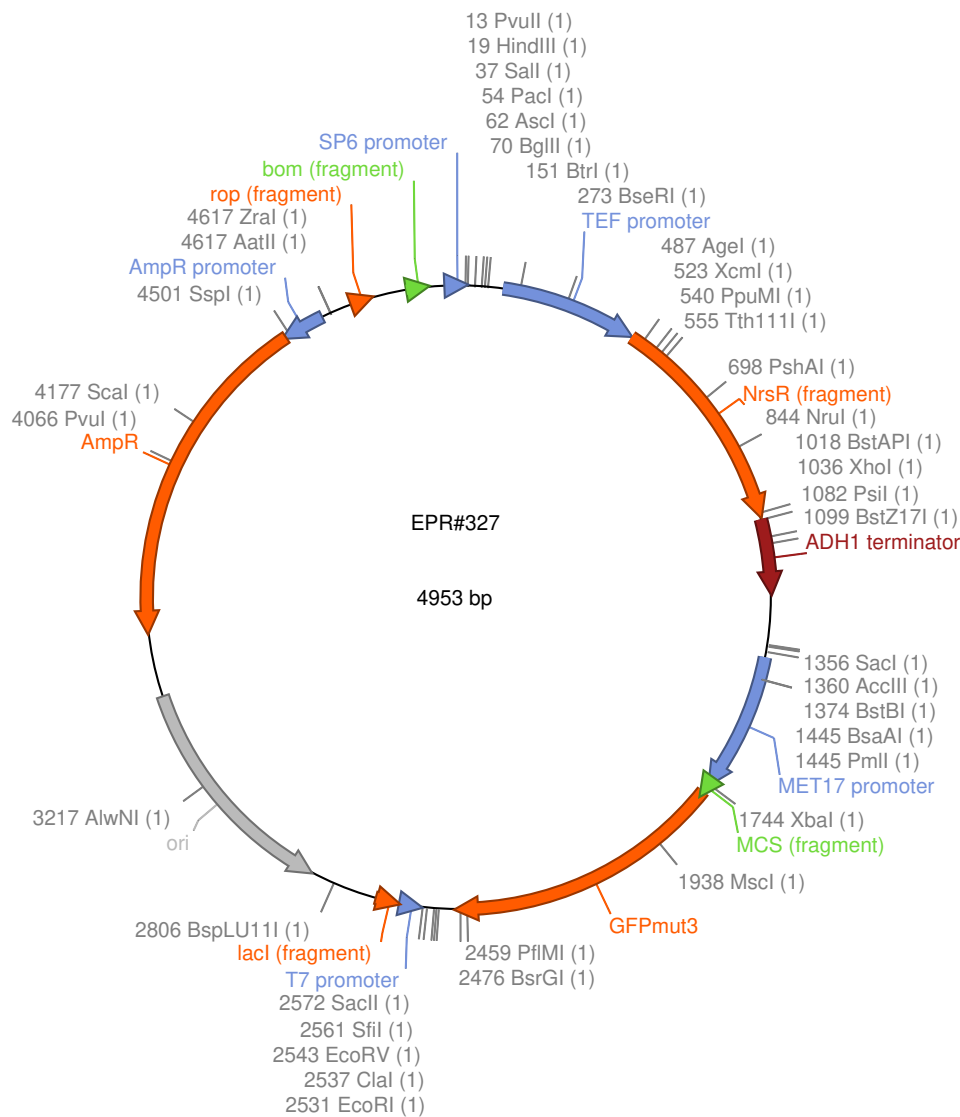 13 PvuII (1)
19 HindIII (1)
37 SalI (1)
54 PacI (1)
62 AscI (1)
70 BglII (1)
151 BtrI (1)
273 BseRI (1)
TEF promoter
487 AgeI (1)
523 XcmI (1)
540 PpuMI (1)
555 Tth111I (1)
698 PshAI (1)
NrsR (fragment)
844 NruI (1)
1018 BstAPI (1)
1036 XhoI (1)
1082 PsiI (1)
1099 BstZ17I (1)
ADH1 terminator
1356 SacI (1)
1360 AccIII (1)
1374 BstBI (1)
1445 BsaAI (1)
1445 PmlI (1)
MET17 promoter
1744 XbaI (1)
MCS (fragment)
1938 MscI (1)
GFPmut3
2459 PflMI (1)
2476 BsrGI (1)
2806 BspLU11I (1)
lacI (fragment)
T7 promoter
2572 SacII (1)
2561 SfiI (1)
2543 EcoRV (1)
2537 ClaI (1)
2531 EcoRI (1)
3217 AlwNI (1)
ori
4177 ScaI (1)
4066 PvuI (1)
AmpR
SP6 promoter
bom (fragment)
rop (fragment)
4617 ZraI (1)
4617 AatII (1)
AmpR promoter
4501 SspI (1)
EPR#327
4953 bp